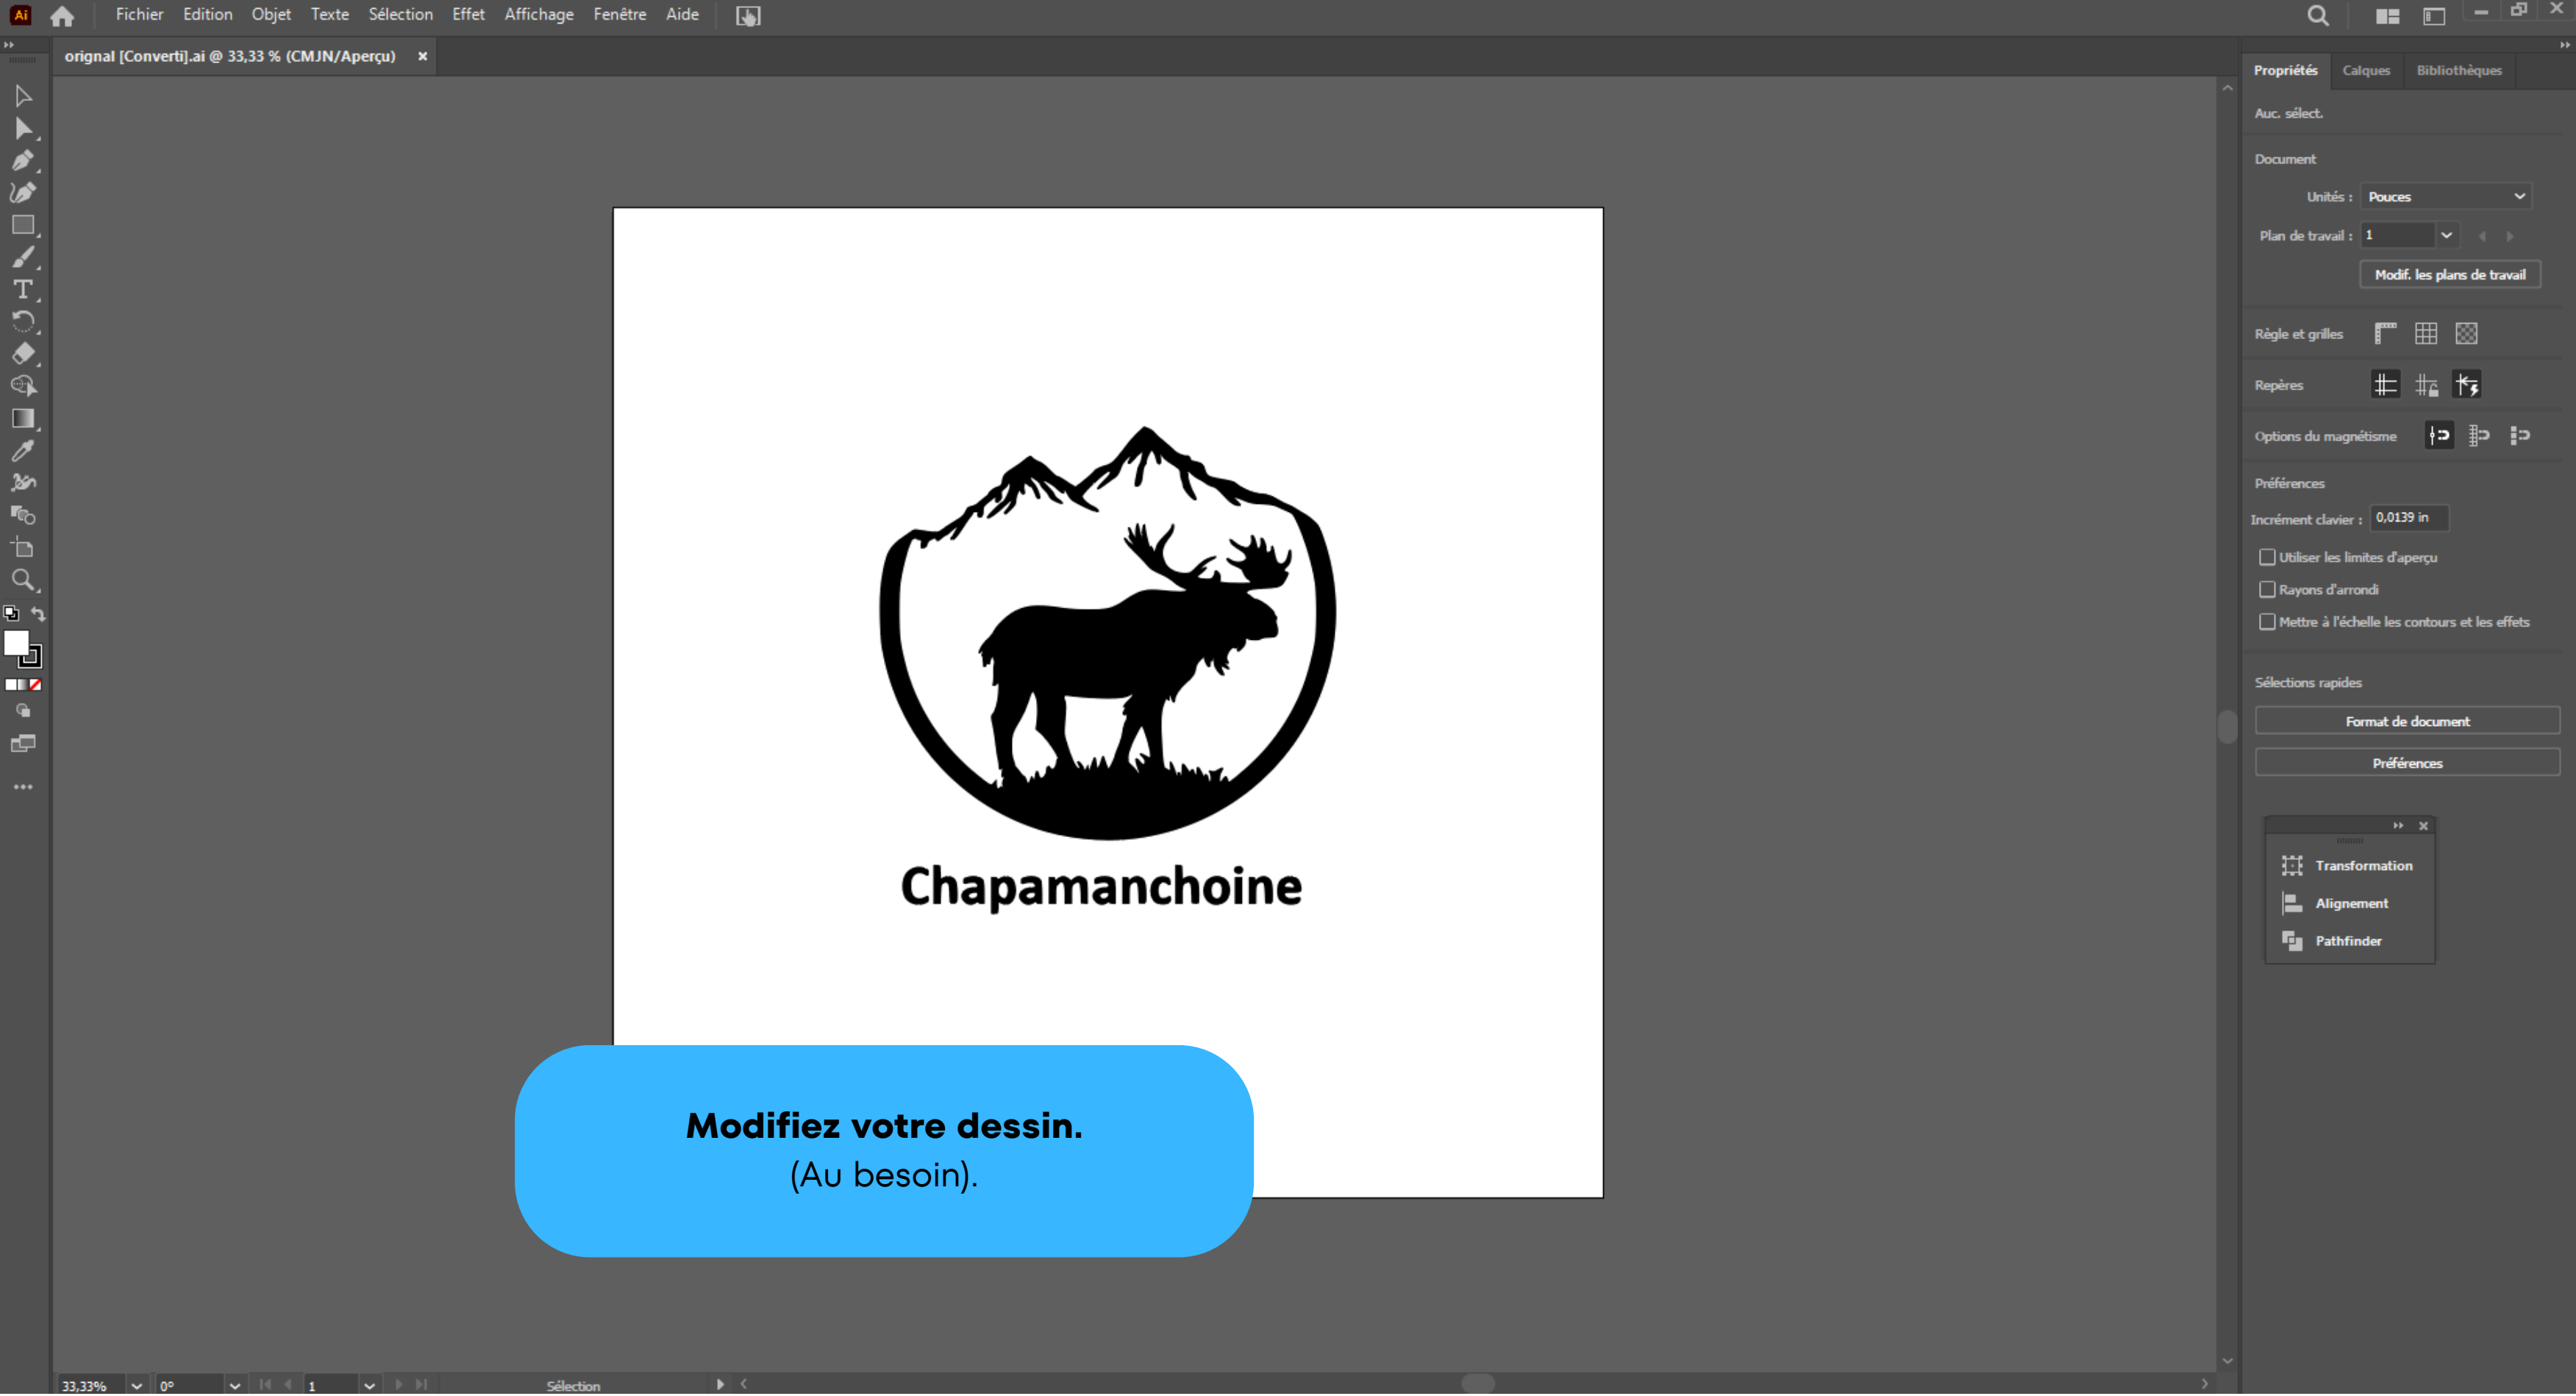 Ai Fichier Edition Objet Texte Sélection Effet Affichage Fenêtre Aide
orignal [Converti].ai @ 33,33 % (CMJN/Aperçu)
Propriétés Calques Bibliothèques
Auc. sélect.
Document
Unités : Pouces
Plan de travail : 1
Modif. les plans de travail
Règle et grilles
Repères
Options du magnétisme
Préférences
Incrément clavier : 0,0139 in
Utiliser les limites d'aperçu
Rayons d'arrondi
Mettre à l'échelle les contours et les effets
Sélections rapides
Format de document
Préférences
Transformation
Alignement
Pathfinder
Chapamanchoine
Modifiez votre dessin.
(Au besoin).
33,33% 0° 1 Sélection